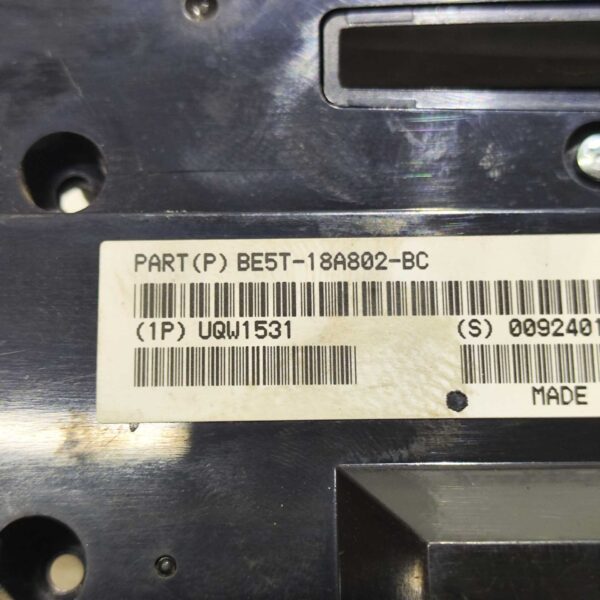 PART(P) BE5T-18A802-BC
(1P) UQW1531 (S) 0092401
MADE